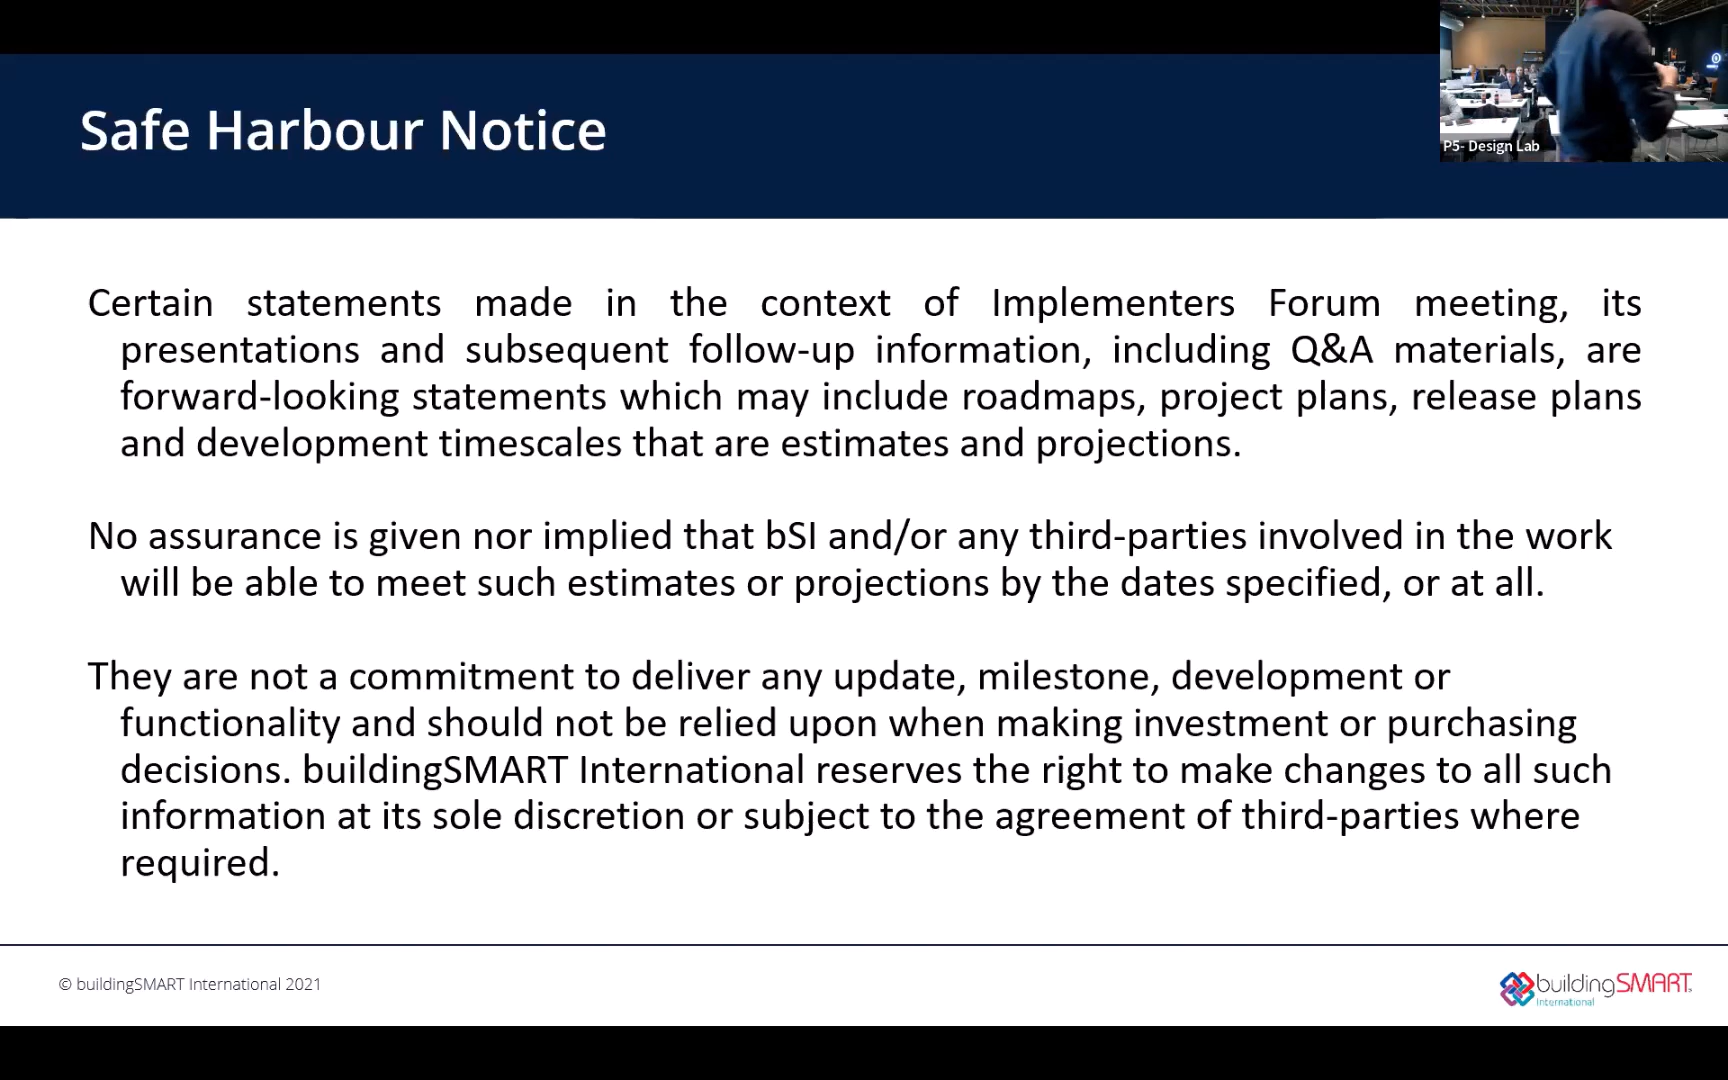 Safe Harbour Notice
P5- Design Lab
Certain statements made in the context of Implementers Forum meeting, its
presentations and subsequent follow-up information, including Q&A materials, are
forward-looking statements which may include roadmaps, project plans, release plans
and development timescales that are estimates and projections.
No assurance is given nor implied that bSI and/or any third-parties involved in the work
will be able to meet such estimates or projections by the dates specified, or at all.
They are not a commitment to deliver any update, milestone, development or
functionality and should not be relied upon when making investment or purchasing
decisions. buildingSMART International reserves the right to make changes to all such
information at its sole discretion or subject to the agreement of third-parties where
required.
© buildingSMART International 2021
buildingSMART
International